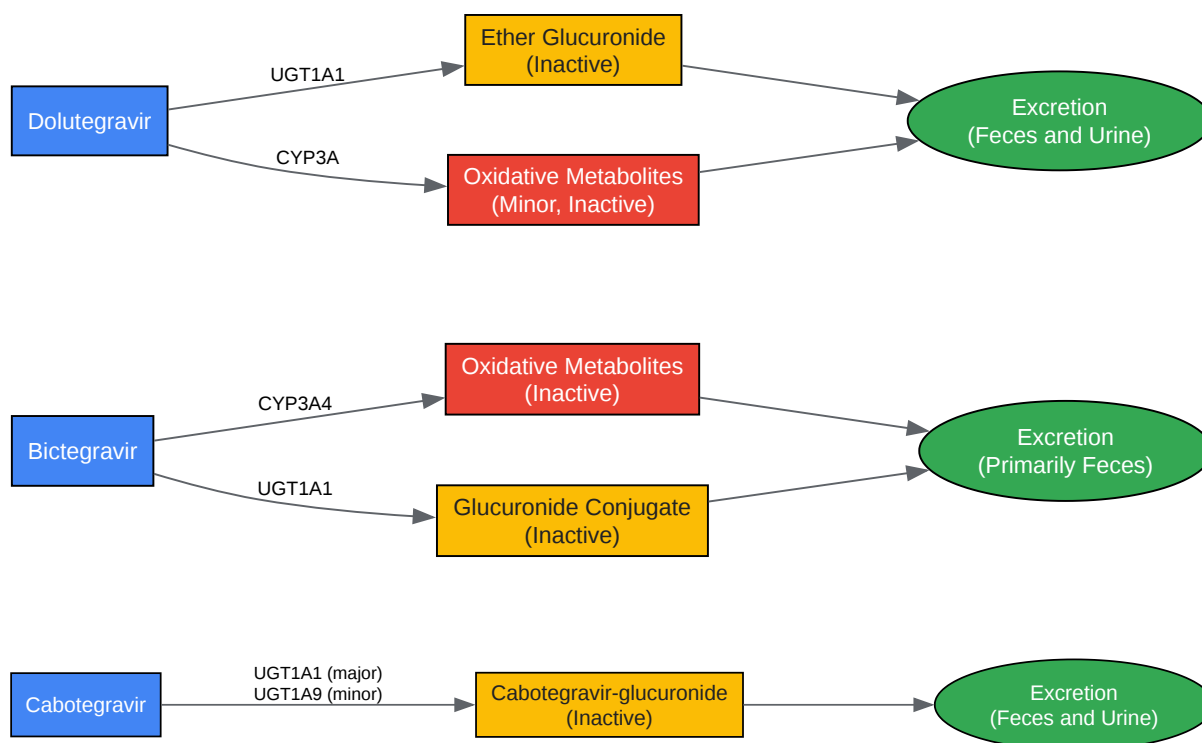 Dolutegravir
UGT1A1
CYP3A
Ether Glucuronide
(Inactive)
Oxidative Metabolites
(Minor, Inactive)
Excretion
(Feces and Urine)
Bictegravir
CYP3A4
UGT1A1
Oxidative Metabolites
(Inactive)
Glucuronide Conjugate
(Inactive)
Excretion
(Primarily Feces)
Cabotegravir
UGT1A1 (major)
UGT1A9 (minor)
Cabotegravir-glucuronide
(Inactive)
Excretion
(Feces and Urine)